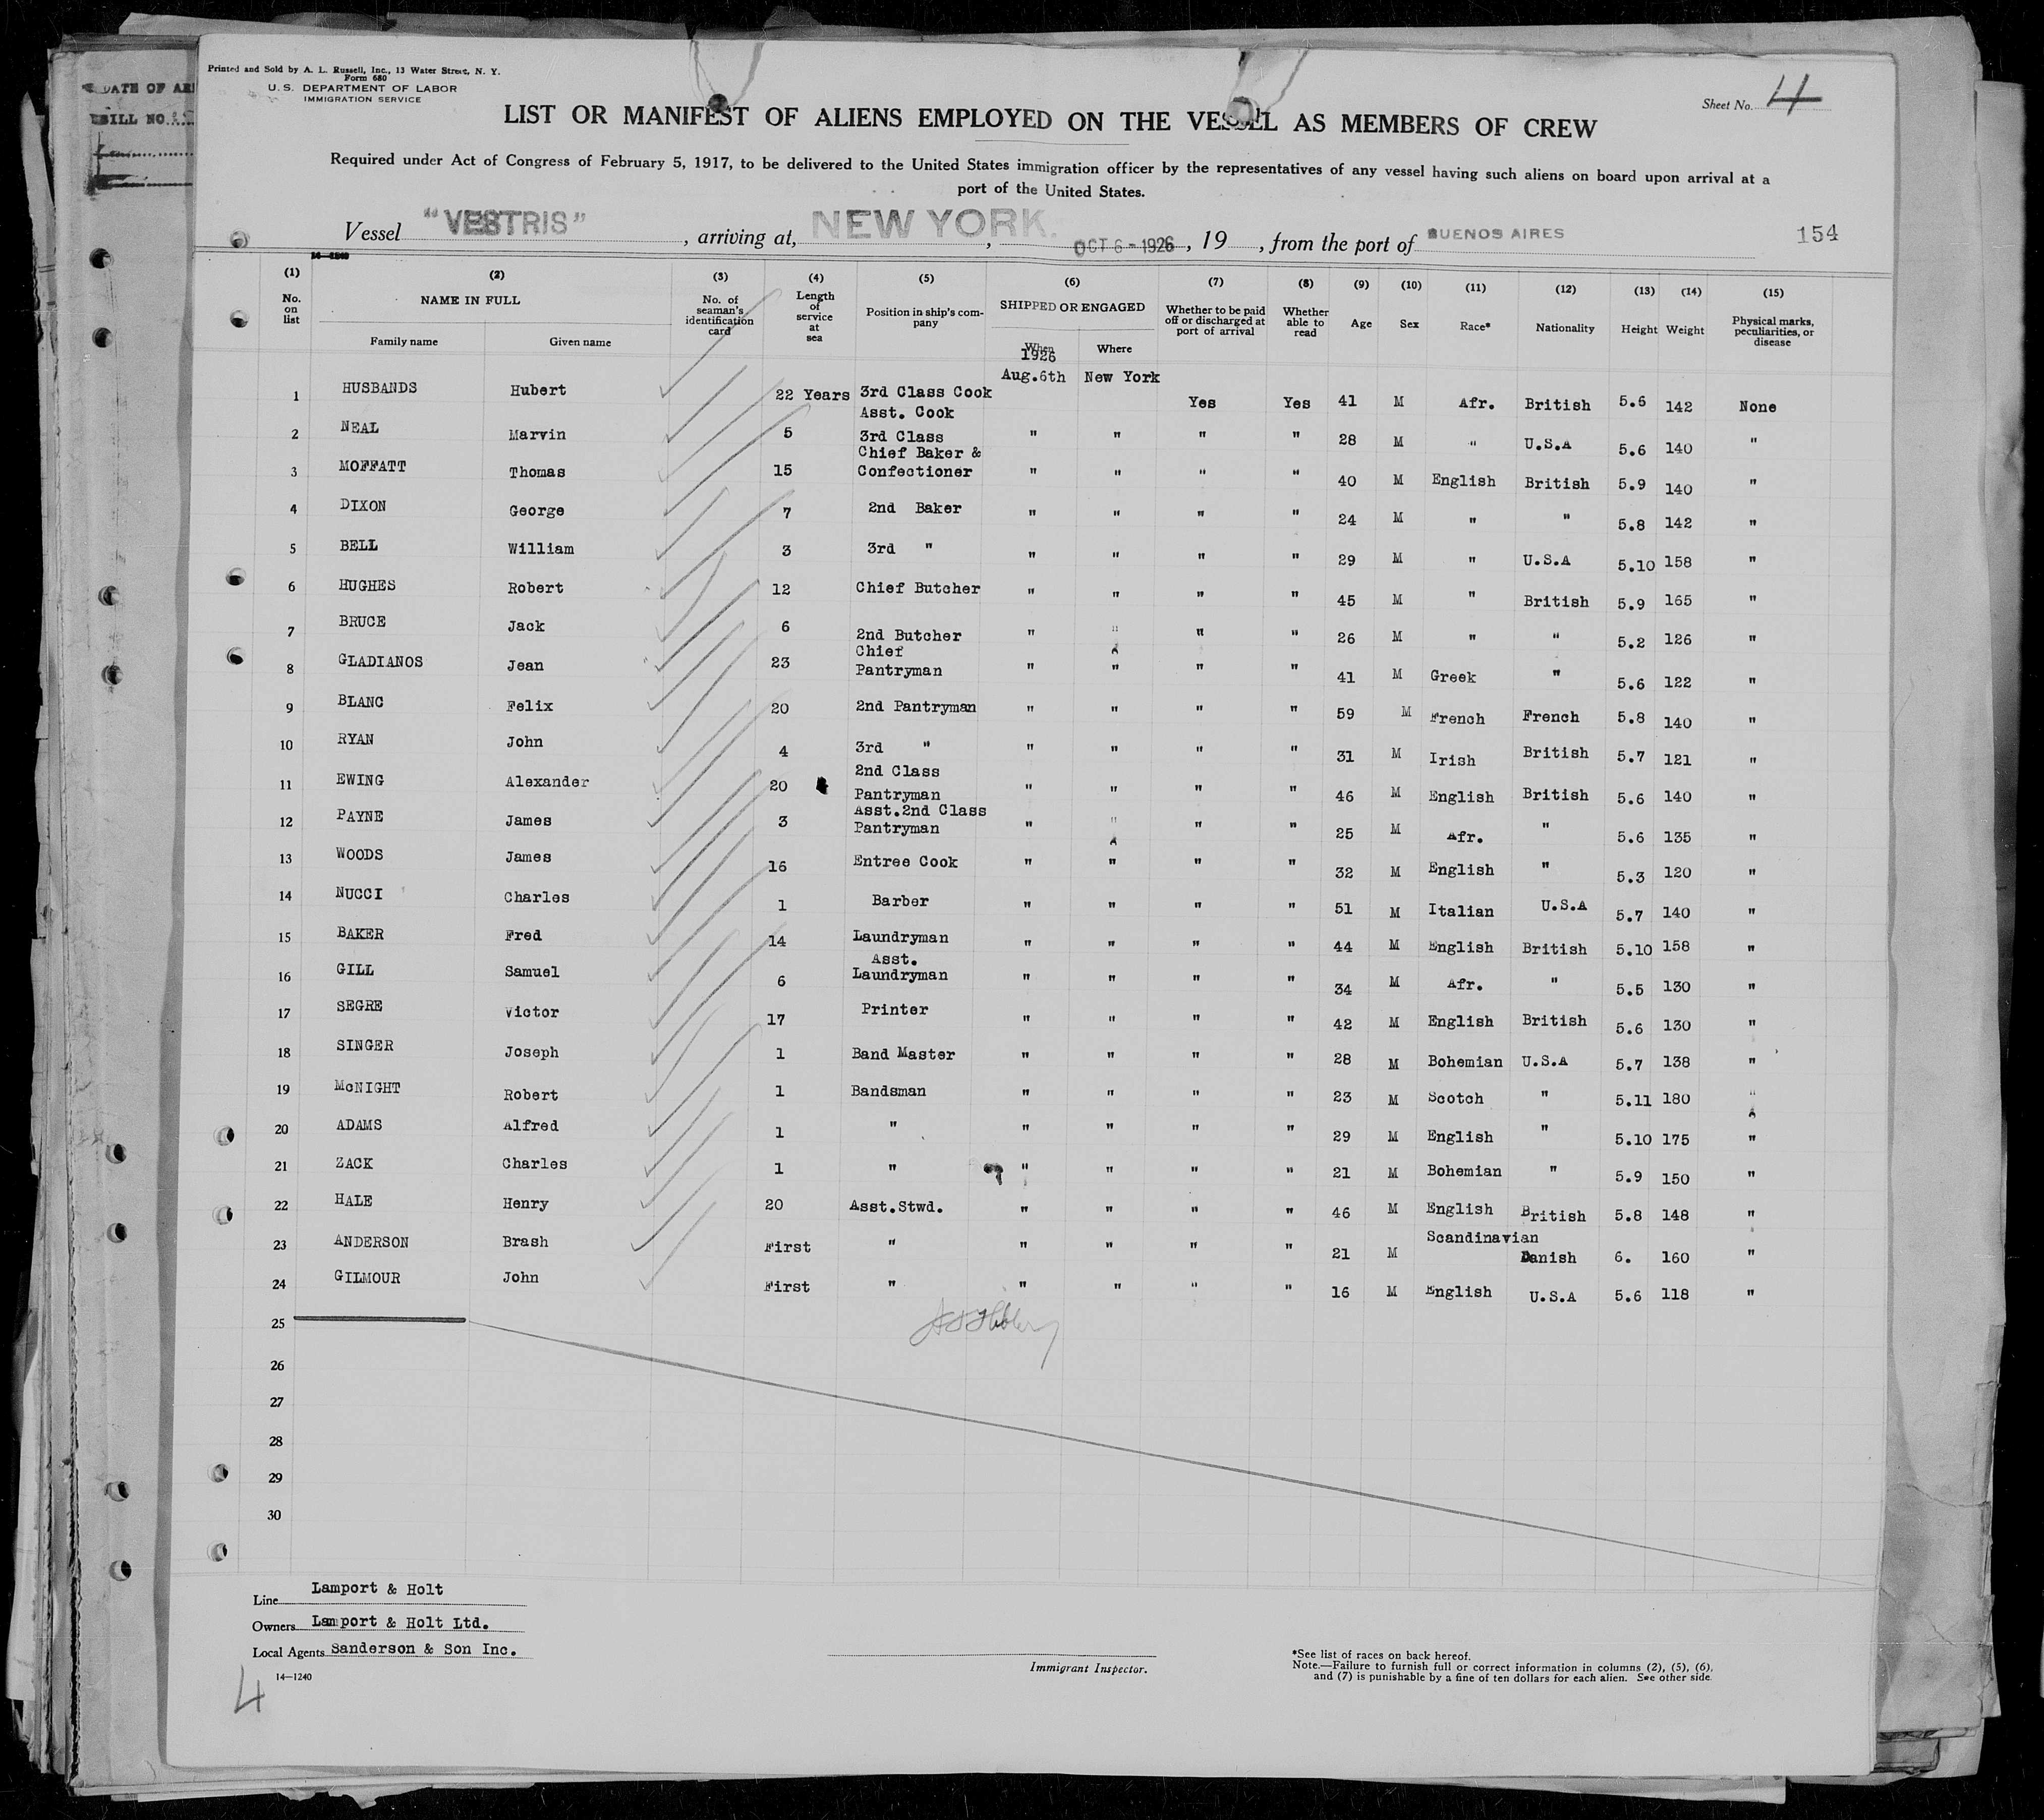 DATE OF AR
BILL NO.
Printed and Sold by A. L. Russell, Inc., 13 Water Street, N. Y.
Form 680
U. S. DEPARTMENT OF LABOR
IMMIGRATION SERVICE
Sheet No. 4
LIST OR MANIFEST OF ALIENS EMPLOYED ON THE VESSEL AS MEMBERS OF CREW
Required under Act of Congress of February 5, 1917, to be delivered to the United States immigration officer by the representatives of any vessel having such aliens on board upon arrival at a
port of the United States.
Vessel "VESTRIS", arriving at, NEW YORK., OCT 6-1926, 19, from the port of BUENOS AIRES 154
(1) (2) (3) (4) (5) (6) (7) (8) (9) (10) (11) (12) (13) (14) (15)
No. on list NAME IN FULL Family name Given name No. of seaman's identification card Length of service at sea Position in ship's company SHIPPED OR ENGAGED When Where Whether to be paid off or discharged at port of arrival Whether able to read Age Sex Race* Nationality Height Weight Physical marks, peculiarities, or disease
1926
Aug.6th New York
1 HUSBANDS Hubert 22 Years 3rd Class Cook Yes Yes 41 M Afr. British 5.6 142 None
2 NEAL Marvin 5 Asst. Cook 3rd Class " " " " 28 M " U.S.A 5.6 140 "
3 MOFFATT Thomas 15 Chief Baker & Confectioner " " " " 40 M English British 5.9 140 "
4 DIXON George 7 2nd Baker " " " " 24 M " " 5.8 142 "
5 BELL William 3 3rd " " " " " 29 M " U.S.A 5.10 158 "
6 HUGHES Robert 12 Chief Butcher " " " " 45 M " British 5.9 165 "
7 BRUCE Jack 6 2nd Butcher " " " " 26 M " " 5.2 126 "
8 GLADIANOS Jean 23 Chief Pantryman " " " " 41 M Greek " 5.6 122 "
9 BLANC Felix 20 2nd Pantryman " " " " 59 M French French 5.8 140 "
10 RYAN John 4 3rd " " " " " 31 M Irish British 5.7 121 "
11 EWING Alexander 20 2nd Class Pantryman " " " " 46 M English British 5.6 140 "
12 PAYNE James 3 Asst.2nd Class Pantryman " " " " 25 M Afr. " 5.6 135 "
13 WOODS James 16 Entree Cook " " " " 32 M English " 5.3 120 "
14 NUCCI Charles 1 Barber " " " " 51 M Italian U.S.A 5.7 140 "
15 BAKER Fred 14 Laundryman " " " " 44 M English British 5.10 158 "
16 GILL Samuel 6 Asst. Laundryman " " " " 34 M Afr. " 5.5 130 "
17 SEGRE Victor 17 Printer " " " " 42 M English British 5.6 130 "
18 SINGER Joseph 1 Band Master " " " " 28 M Bohemian U.S.A 5.7 138 "
19 McNIGHT Robert 1 Bandsman " " " " 23 M Scotch " 5.11 180 "
20 ADAMS Alfred 1 " " " " " 29 M English " 5.10 175 "
21 ZACK Charles 1 " " " " " 21 M Bohemian " 5.9 150 "
22 HALE Henry 20 Asst.Stwd. " " " " 46 M English British 5.8 148 "
23 ANDERSON Brash First " " " " " 21 M Scandinavian Danish 6. 160 "
24 GILMOUR John First " " " " " 16 M English U.S.A 5.6 118 "
25
26
27
28
29
30
Line Lamport & Holt
Owners Lamport & Holt Ltd.
Local Agents Sanderson & Son Inc.
14—1240
4
Immigrant Inspector.
*See list of races on back hereof.
Note.—Failure to furnish full or correct information in columns (2), (5), (6),
and (7) is punishable by a fine of ten dollars for each alien. See other side.